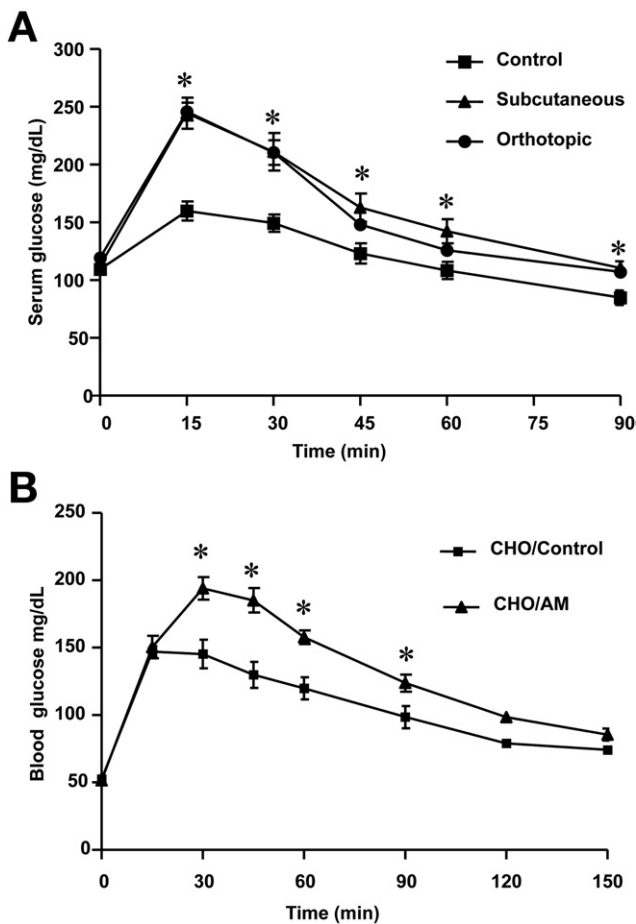 A
300
250
200
150
100
50
0
Serum glucose (mg/dL)
Control
Subcutaneous
Orthotopic
*
*
*
*
*
0 15 30 45 60 75 90
Time (min)
B
250
200
150
100
50
0
Blood glucose mg/dL
CHO/Control
CHO/AM
*
*
*
*
0 30 60 90 120 150
Time (min)